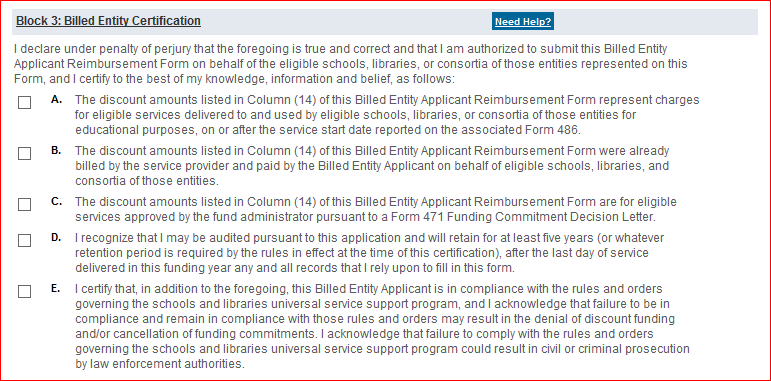 Block 3: Billed Entity Certification
Need Help?
I declare under penalty of perjury that the foregoing is true and correct and that I am authorized to submit this Billed Entity
Applicant Reimbursement Form on behalf of the eligible schools, libraries, or consortia of those entities represented on this
Form, and I certify to the best of my knowledge, information and belief, as follows:
A. The discount amounts listed in Column (14) of this Billed Entity Applicant Reimbursement Form represent charges
for eligible services delivered to and used by eligible schools, libraries, or consortia of those entities for
educational purposes, on or after the service start date reported on the associated Form 486.
B. The discount amounts listed in Column (14) of this Billed Entity Applicant Reimbursement Form were already
billed by the service provider and paid by the Billed Entity Applicant on behalf of eligible schools, libraries, and
consortia of those entities.
C. The discount amounts listed in Column (14) of this Billed Entity Applicant Reimbursement Form are for eligible
services approved by the fund administrator pursuant to a Form 471 Funding Commitment Decision Letter.
D. I recognize that I may be audited pursuant to this application and will retain for at least five years (or whatever
retention period is required by the rules in effect at the time of this certification), after the last day of service
delivered in this funding year any and all records that I rely upon to fill in this form.
E. I certify that, in addition to the foregoing, this Billed Entity Applicant is in compliance with the rules and orders
governing the schools and libraries universal service support program, and I acknowledge that failure to be in
compliance and remain in compliance with those rules and orders may result in the denial of discount funding
and/or cancellation of funding commitments. I acknowledge that failure to comply with the rules and orders
governing the schools and libraries universal service support program could result in civil or criminal prosecution
by law enforcement authorities.